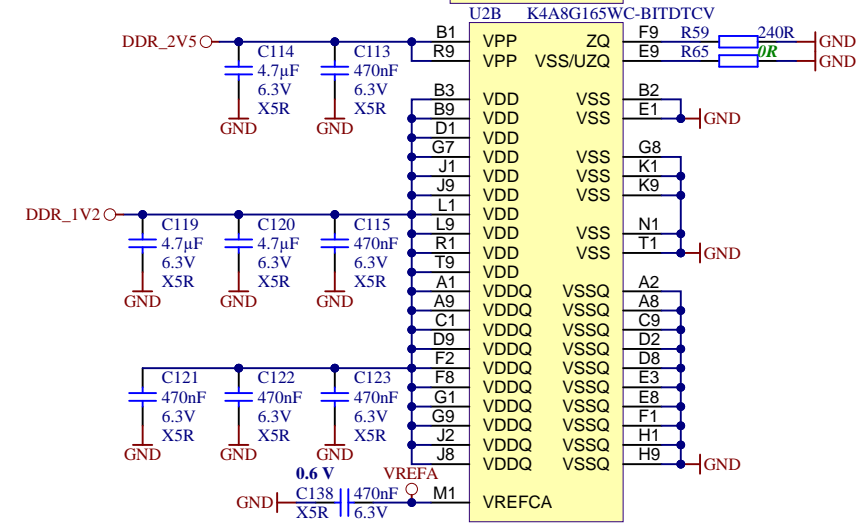 U2B K4A8G165WC-BITDTCV
DDR_2V5
C114
4.7µF
6.3V
X5R
GND
C113
470nF
6.3V
X5R
GND
B1 VPP
R9 VPP
B3 VDD
B9 VDD
D1 VDD
G7 VDD
J1 VDD
J9 VDD
L1 VDD
L9 VDD
R1 VDD
T9 VDD
A1 VDDQ
A9 VDDQ
C1 VDDQ
D9 VDDQ
F2 VDDQ
F8 VDDQ
G1 VDDQ
G9 VDDQ
J2 VDDQ
J8 VDDQ
M1 VREFCA
ZQ F9 R59 240R GND
VSS/UZQ E9 R65 0R GND
VSS B2
VSS E1 GND
VSS G8
VSS K1
VSS K9
VSS N1
VSS T1 GND
VSSQ A2
VSSQ A8
VSSQ C9
VSSQ D2
VSSQ D8
VSSQ E3
VSSQ E8
VSSQ F1
VSSQ H1
VSSQ H9 GND
DDR_1V2
C119
4.7µF
6.3V
X5R
GND
C120
4.7µF
6.3V
X5R
GND
C115
470nF
6.3V
X5R
GND
C121
470nF
6.3V
X5R
GND
C122
470nF
6.3V
X5R
GND
C123
470nF
6.3V
X5R
GND
0.6 V VREFA
GND C138 470nF
X5R 6.3V